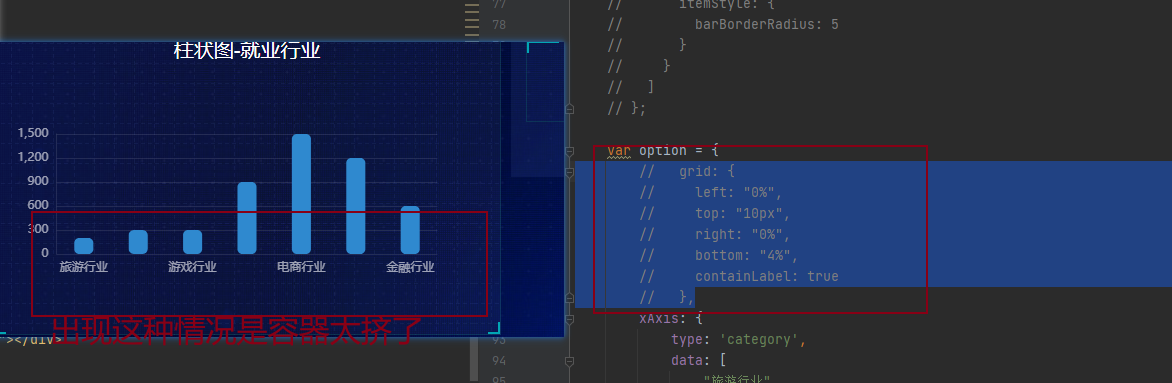 柱状图-就业行业
1,500
1,200
900
600
300
0
旅游行业 游戏行业 电商行业 金融行业
出现这种情况是容器太挤了
"></div>
77 // itemStyle: {
78 // barBorderRadius: 5
// }
// }
// ]
// };
var option = {
// grid: {
// left: "0%",
// top: "10px",
// right: "0%",
// bottom: "4%",
// containLabel: true
// },
93 xAxis: {
94 type: 'category',
95 data: [
"旅游行业"